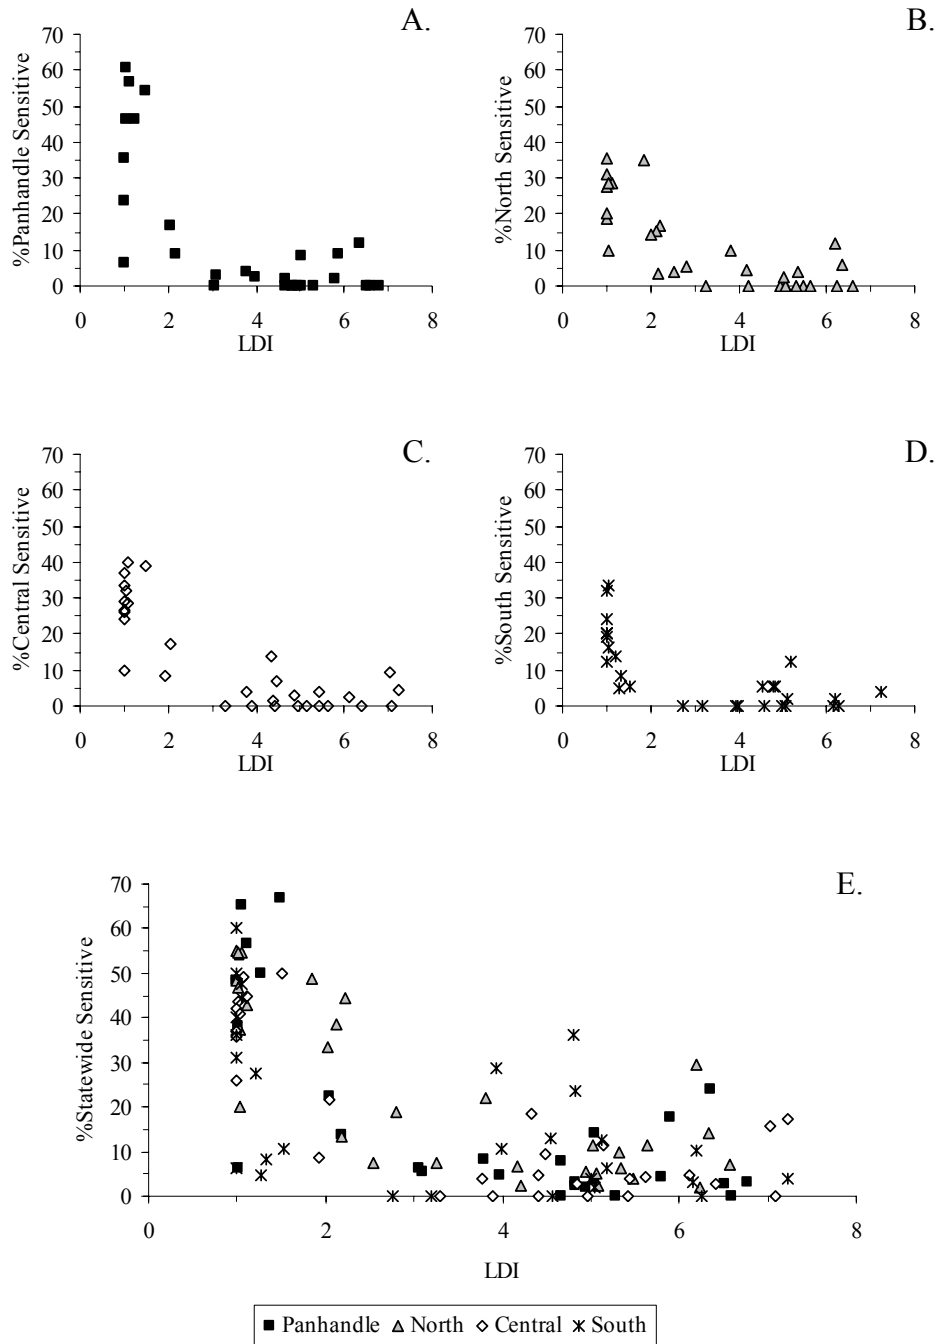 A.
70
60
50
40
30
20
10
0
%Panhandle Sensitive
0 2 4 6 8
LDI
B.
70
60
50
40
30
20
10
0
%North Sensitive
0 2 4 6 8
LDI
C.
70
60
50
40
30
20
10
0
%Central Sensitive
0 2 4 6 8
LDI
D.
70
60
50
40
30
20
10
0
%South Sensitive
0 2 4 6 8
LDI
E.
70
60
50
40
30
20
10
0
%Statewide Sensitive
0 2 4 6 8
LDI
Panhandle North Central South